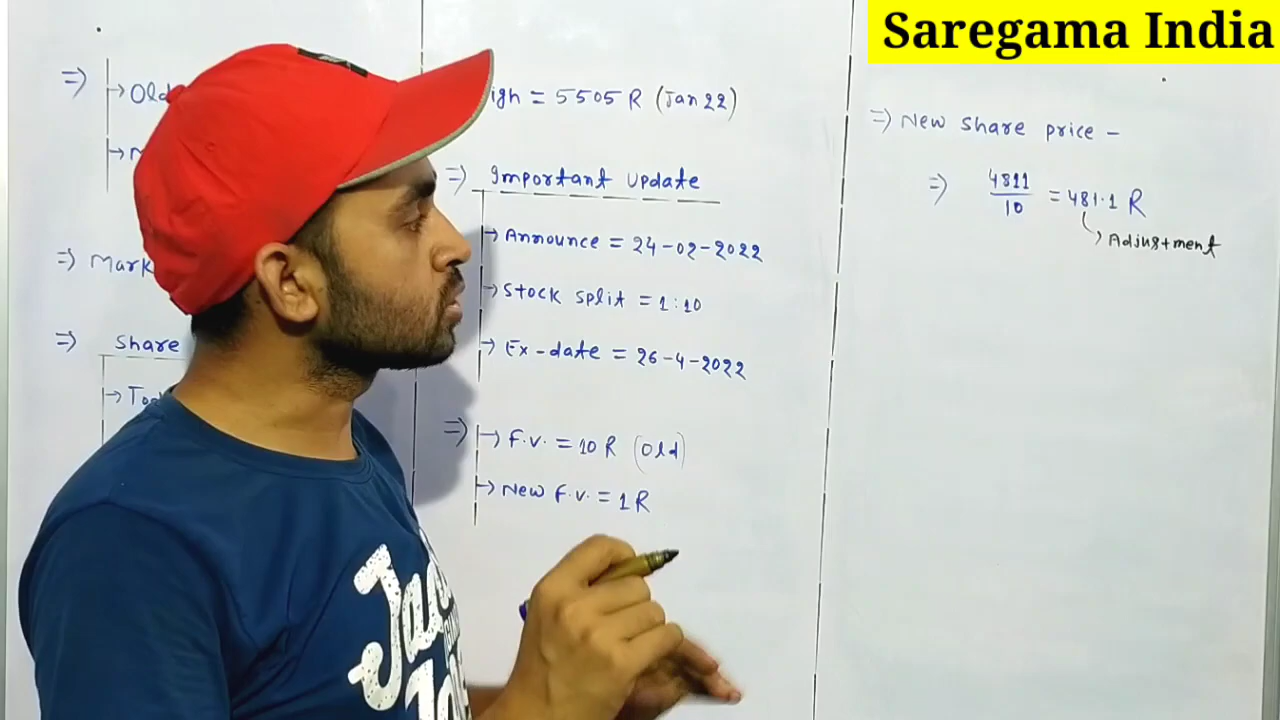 Saregama India
=> → Old
=> Mark
=> Share
→ Tod
igh = 5505 R (Jan 22)
=> Important Update
→ Announce = 24-02-2022
→ Stock Split = 1:10
→ Ex-date = 26-4-2022
=> → F.V. = 10 R (Old)
→ New F.V. = 1 R
=> New Share price -
=> 4811/10 = 481.1 R
→ Adjustment